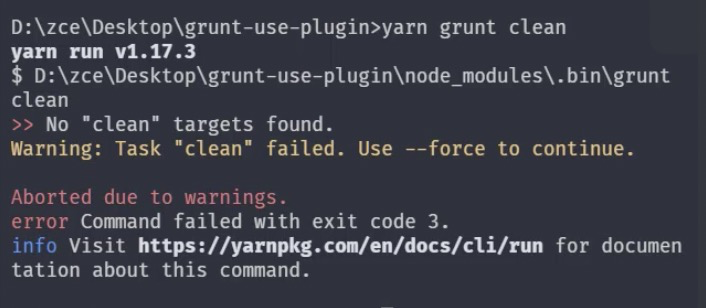 D:\zce\Desktop\grunt-use-plugin>yarn grunt clean
yarn run v1.17.3
$ D:\zce\Desktop\grunt-use-plugin\node_modules\.bin\grunt
clean
>> No "clean" targets found.
Warning: Task "clean" failed. Use --force to continue.
Aborted due to warnings.
error Command failed with exit code 3.
info Visit https://yarnpkg.com/en/docs/cli/run for documen
tation about this command.